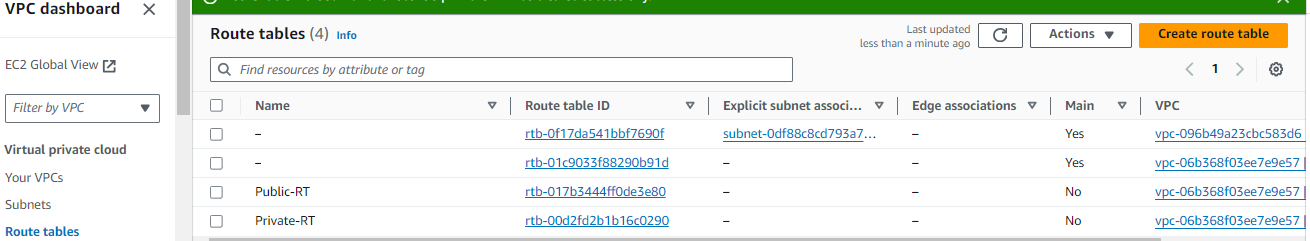 VPC dashboard
EC2 Global View
Filter by VPC
Virtual private cloud
Your VPCs
Subnets
Route tables
Route tables (4) Info
Last updated
less than a minute ago
Actions
Create route table
Find resources by attribute or tag
1
Name Route table ID Explicit subnet associ... Edge associations Main VPC
– rtb-0f17da541bbf7690f subnet-0df88c8cd793a7... – Yes vpc-096b49a23cbc583d6
– rtb-01c9033f88290b91d – – Yes vpc-06b368f03ee7e9e57 |
Public-RT rtb-017b3444ff0de3e80 – – No vpc-06b368f03ee7e9e57 |
Private-RT rtb-00d2fd2b1b16c0290 – – No vpc-06b368f03ee7e9e57 |